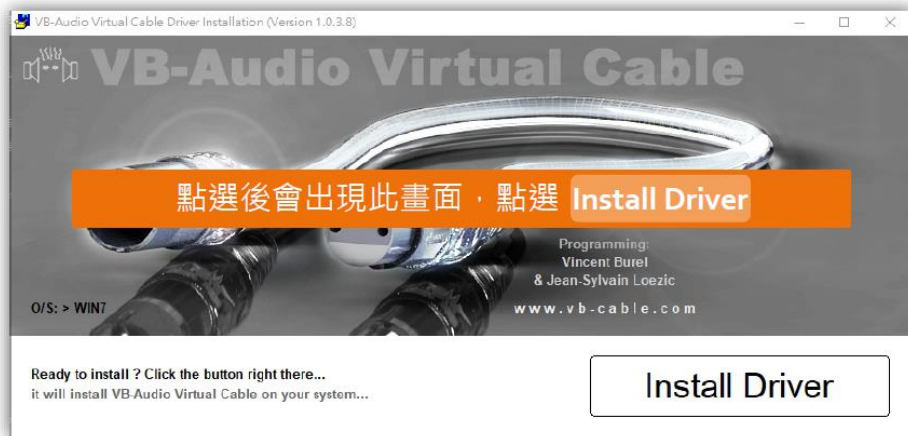 VB-Audio Virtual Cable Driver Installation (Version 1.0.3.8)
VB-Audio Virtual Cable
點選後會出現此畫面，點選 Install Driver
Programming:
Vincent Burel
& Jean-Sylvain Loezic
O/S: > WIN7
www.vb-cable.com
Ready to install ? Click the button right there...
it will install VB-Audio Virtual Cable on your system...
Install Driver